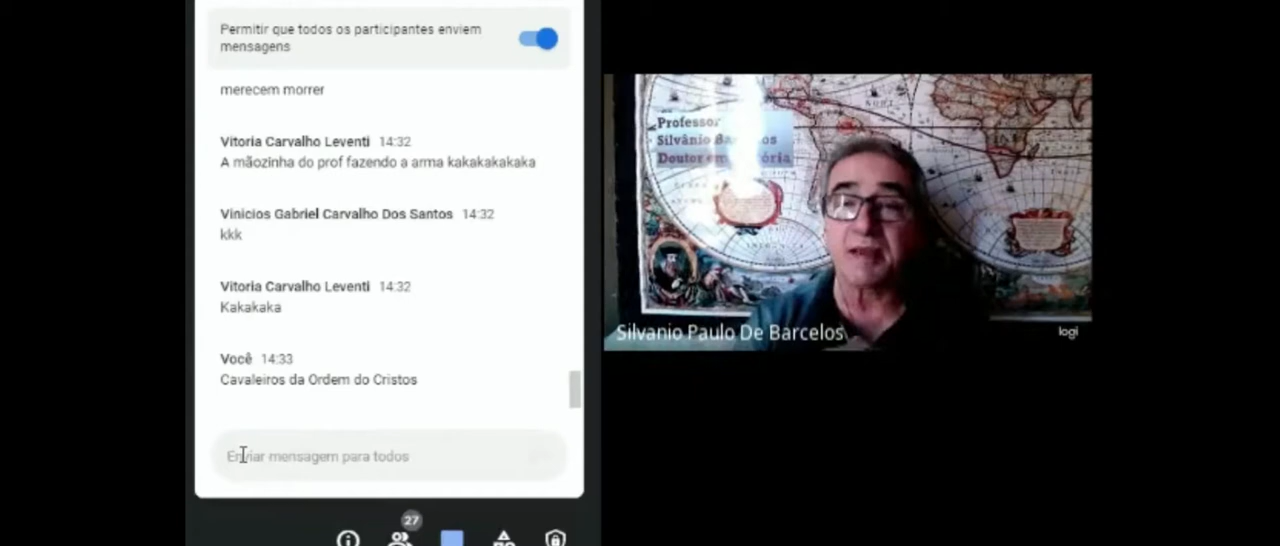 Permitir que todos os participantes enviem
mensagens
merecem morrer
Vitoria Carvalho Leventi 14:32
A mãozinha do prof fazendo a arma kakakakakaka
Vinicios Gabriel Carvalho Dos Santos 14:32
kkk
Vitoria Carvalho Leventi 14:32
Kakakaka
Você 14:33
Cavaleiros da Ordem do Cristos
Enviar mensagem para todos
27
Professor
Silvânio
Doutor em
Silvanio Paulo De Barcelos
logi